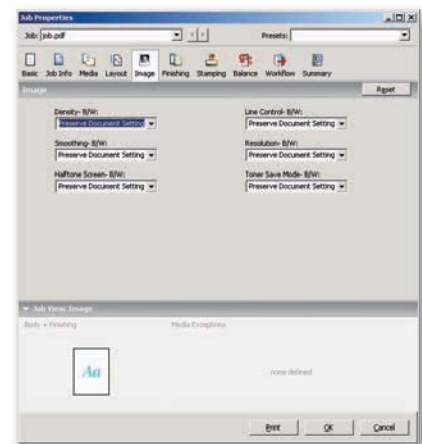 Job Properties
Job: job.pdf Presets:
Basic Job Info Media Layout Image Finishing Stamping Balance Workflow Summary
Image Reset
Density- B/W: Line Control- B/W:
Preserve Document Setting Preserve Document Setting
Smoothing- B/W: Resolution- B/W:
Preserve Document Setting Preserve Document Setting
Halftone Screen- B/W: Toner Save Mode- B/W:
Preserve Document Setting Preserve Document Setting
Job View: Image
Body + Finishing Media Exceptions
Aa
none defined
Print OK Cancel